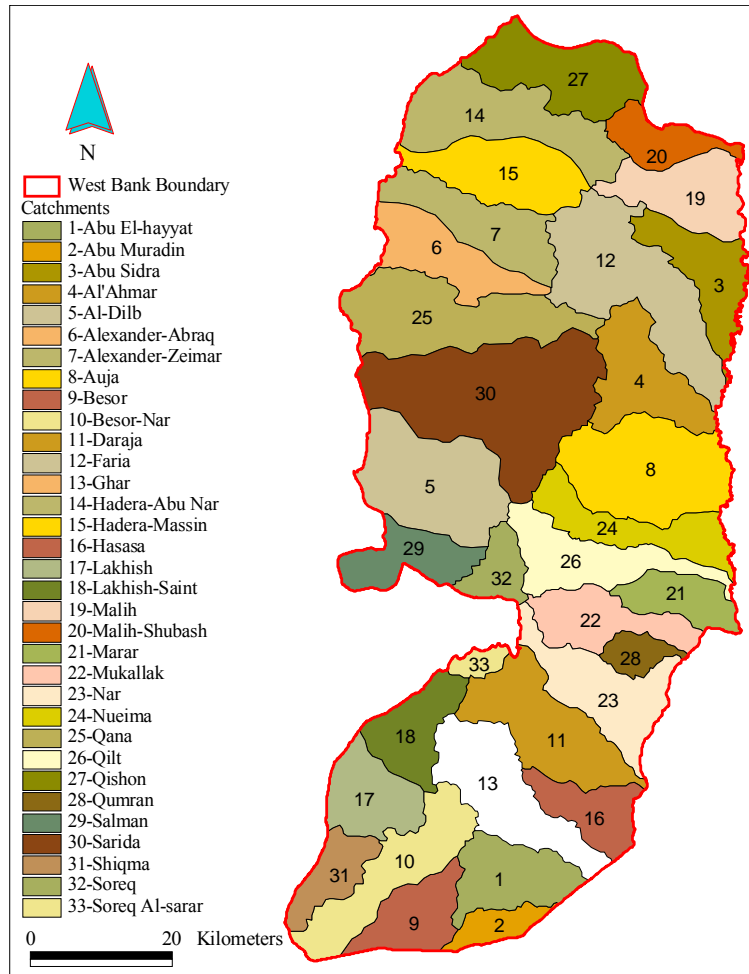 N
West Bank Boundary
Catchments
1-Abu El-hayyat
2-Abu Muradin
3-Abu Sidra
4-Al'Ahmar
5-Al-Dilb
6-Alexander-Abraq
7-Alexander-Zeimar
8-Auja
9-Besor
10-Besor-Nar
11-Daraja
12-Faria
13-Ghar
14-Hadera-Abu Nar
15-Hadera-Massin
16-Hasasa
17-Lakhish
18-Lakhish-Saint
19-Malih
20-Malih-Shubash
21-Marar
22-Mukallak
23-Nar
24-Nueima
25-Qana
26-Qilt
27-Qishon
28-Qumran
29-Salman
30-Sarida
31-Shiqma
32-Soreq
33-Soreq Al-sarar
0 20 Kilometers
27
14
20
15
19
7
6
12
3
25
4
30
8
5
24
29
26
32
21
22
28
33
23
18
11
13
17
16
10
31
1
9
2